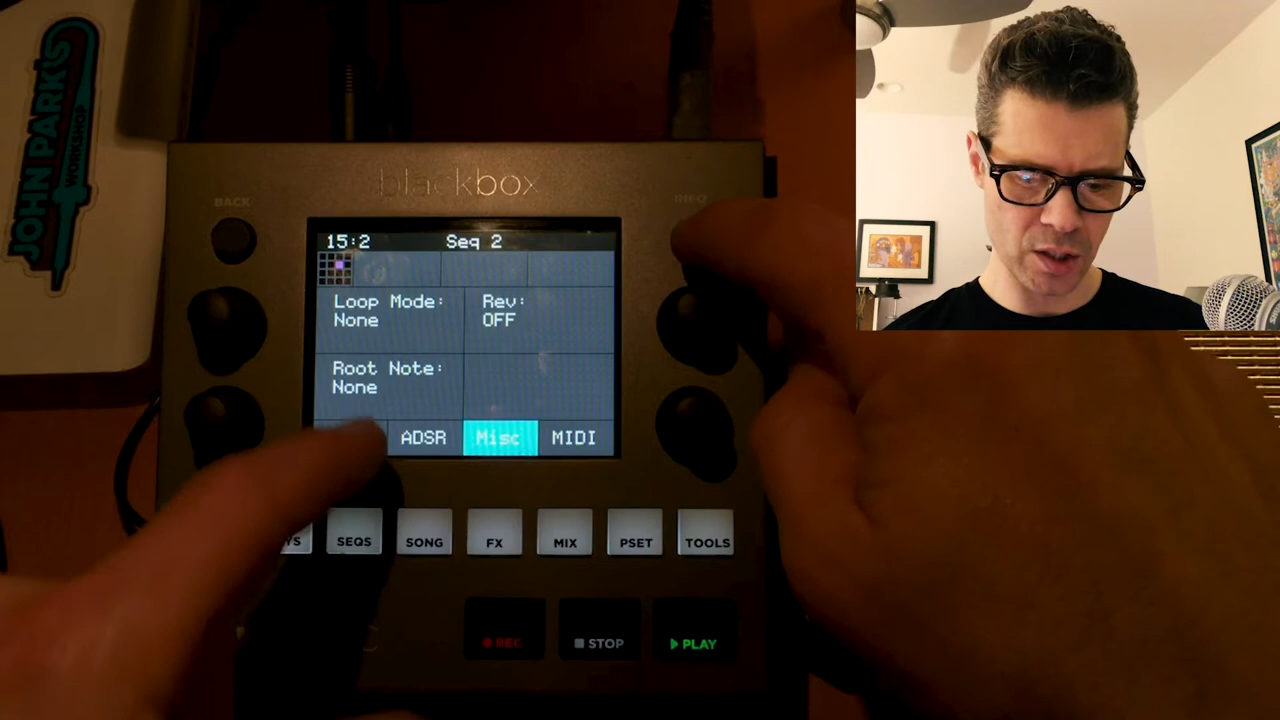 JOHN PARK'S
WORKSHOP
blackbox
BACK
INFO
15:2 Seq 2
Loop Mode:
None
Rev:
OFF
Root Note:
None
ADSR Misc MIDI
SEQS SONG FX MIX PSET TOOLS
REC STOP PLAY